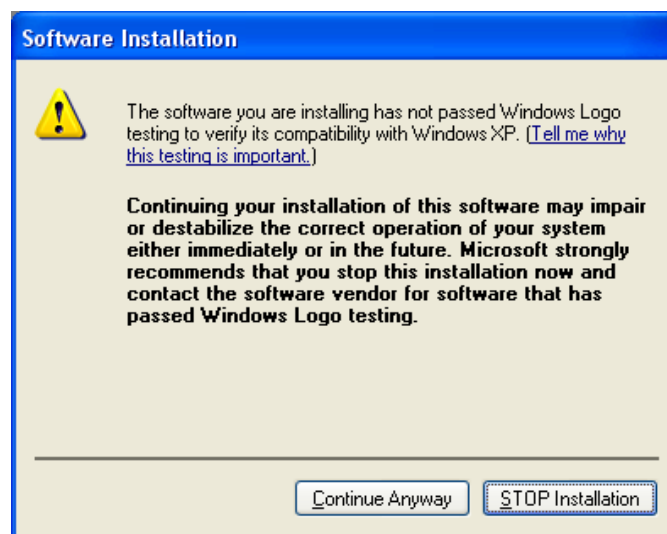 Software Installation
The software you are installing has not passed Windows Logo
testing to verify its compatibility with Windows XP. (Tell me why
this testing is important.)
Continuing your installation of this software may impair
or destabilize the correct operation of your system
either immediately or in the future. Microsoft strongly
recommends that you stop this installation now and
contact the software vendor for software that has
passed Windows Logo testing.
Continue Anyway
STOP Installation